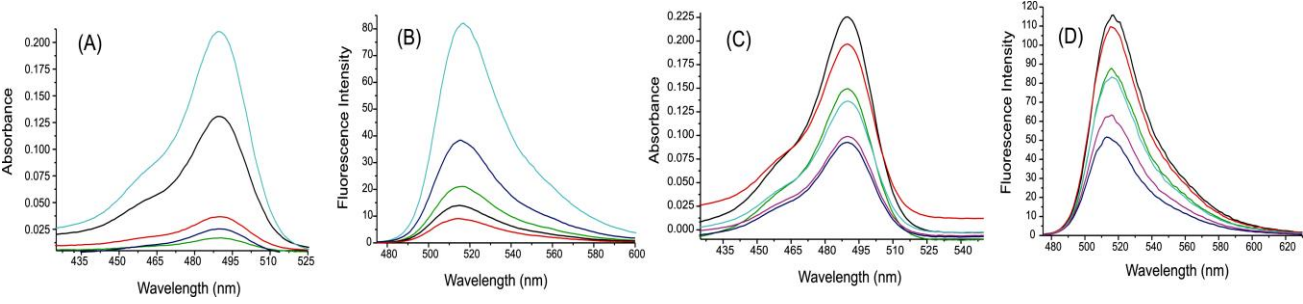 (A)
Absorbance
0.200
0.175
0.150
0.125
0.100
0.075
0.050
0.025
435 450 465 480 495 510 525
Wavelength (nm)
(B)
Fluorescence Intensity
80
70
60
50
40
30
20
10
0
480 500 520 540 560 580 600
Wavelength (nm)
(C)
Absorbance
0.225
0.200
0.175
0.150
0.125
0.100
0.075
0.050
0.025
0.000
435 450 465 480 495 510 525 540
Wavelength (nm)
(D)
Fluorescence Intensity
120
110
100
90
80
70
60
50
40
30
20
10
0
480 500 520 540 560 580 600 620
Wavelength (nm)